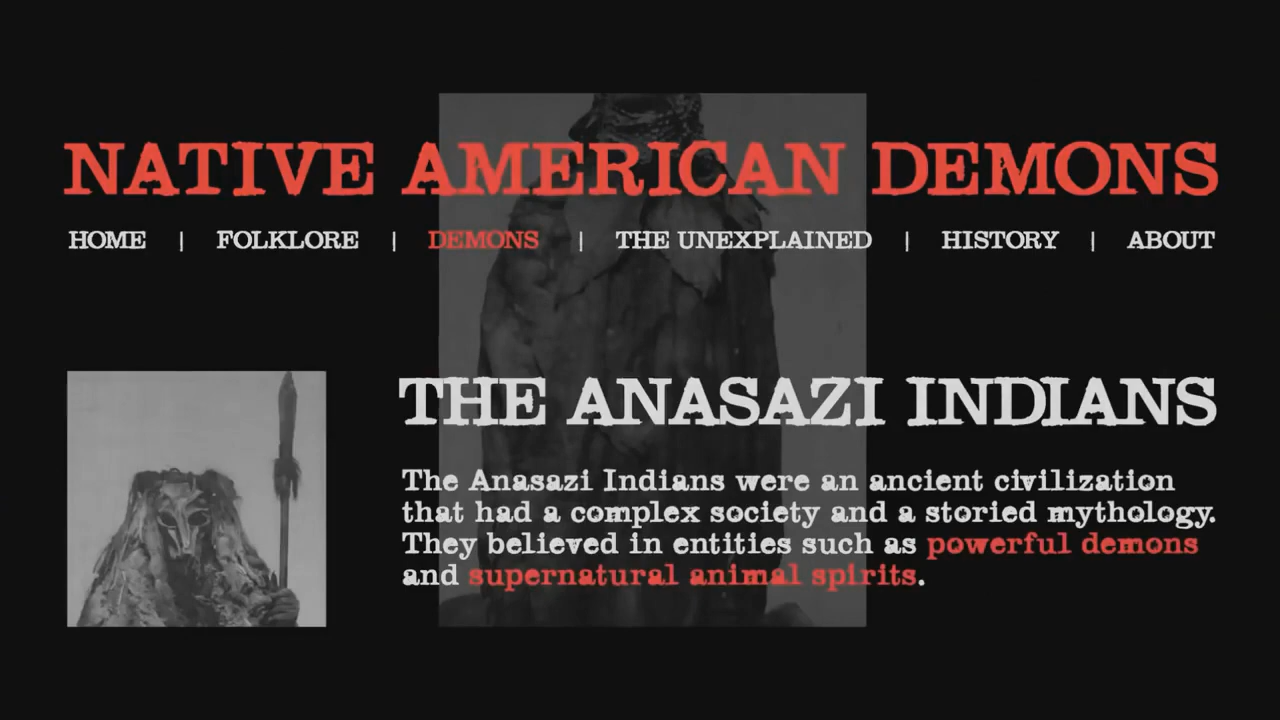 NATIVE AMERICAN DEMONS
HOME | FOLKLORE | DEMONS | THE UNEXPLAINED | HISTORY | ABOUT
THE ANASAZI INDIANS
The Anasazi Indians were an ancient civilization
that had a complex society and a storied mythology.
They believed in entities such as powerful demons
and supernatural animal spirits.